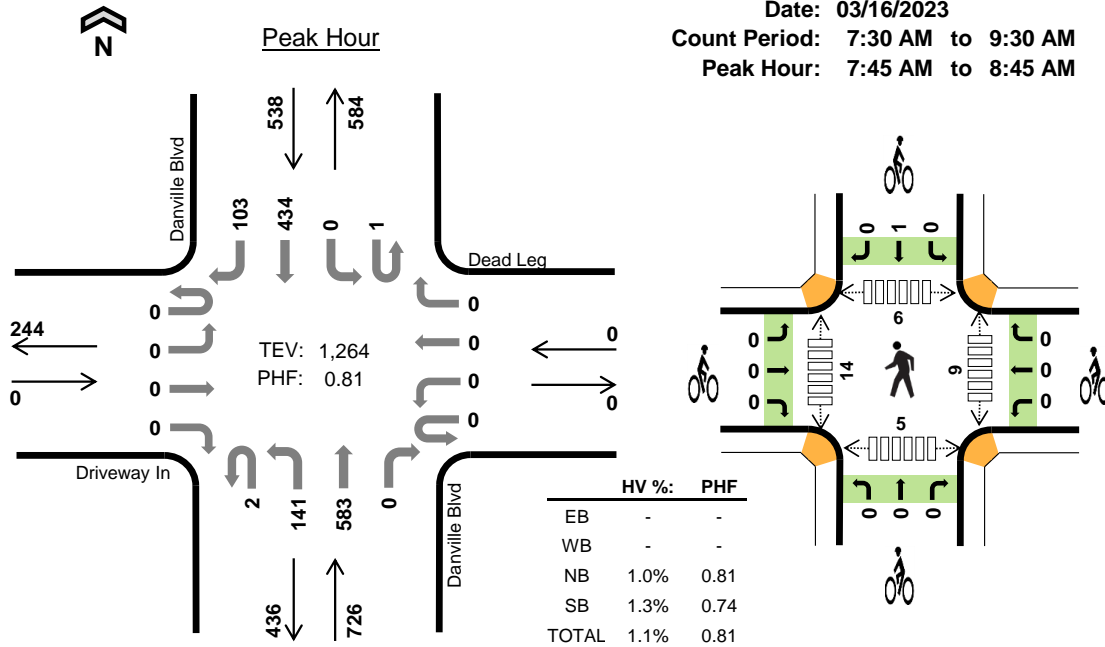 Date: 03/16/2023
Count Period: 7:30 AM to 9:30 AM
Peak Hour: 7:45 AM to 8:45 AM
N
Peak Hour
538
584
Danville Blvd
103
434
0
1
Dead Leg
0
0
0
0
244
0
0
0
0
0
0
0
TEV: 1,264
PHF: 0.81
Driveway In
2
141
583
0
436
726
Danville Blvd
HV %: PHF
EB - -
WB - -
NB 1.0% 0.81
SB 1.3% 0.74
TOTAL 1.1% 0.81
0
1
0
6
0
0
0
14
9
0
0
0
5
0
0
0